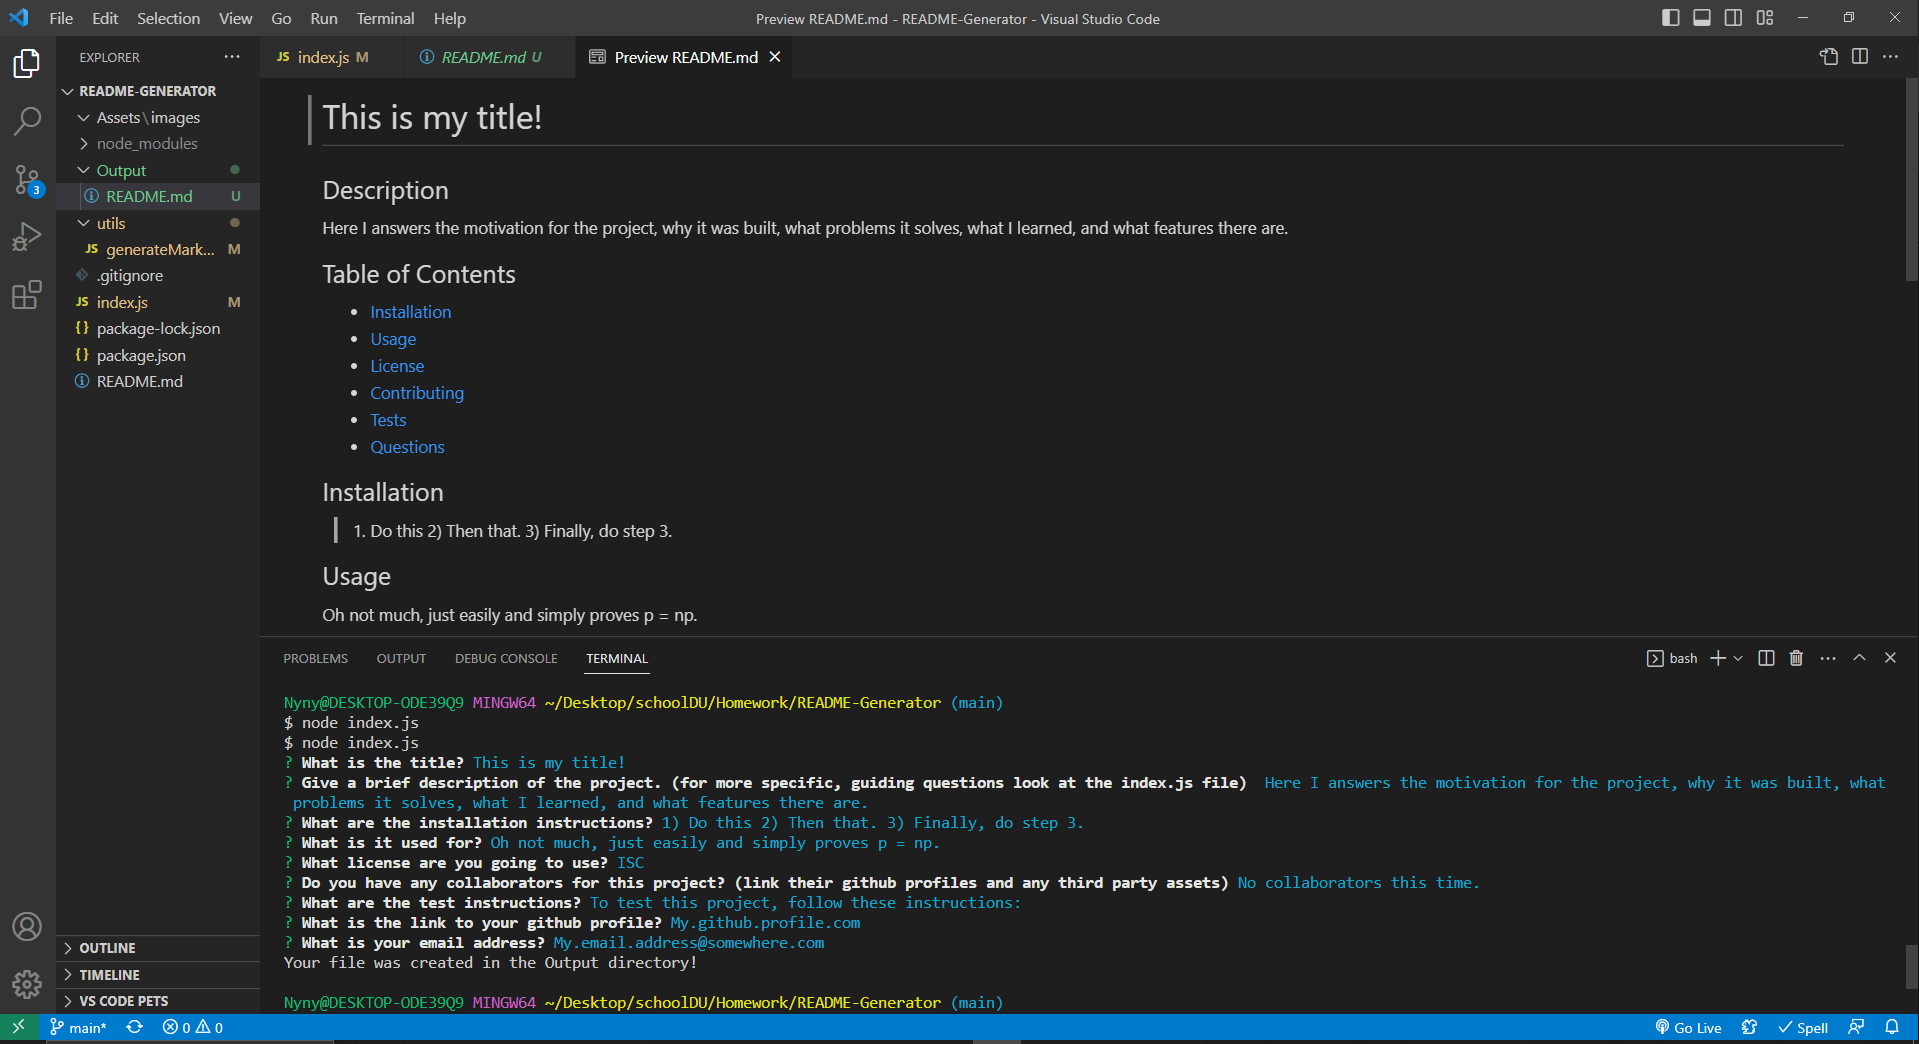 File Edit Selection View Go Run Terminal Help
Preview README.md - README-Generator - Visual Studio Code
EXPLORER
README-GENERATOR
Assets\images
node_modules
Output
README.md U
utils
JS generateMark... M
.gitignore
JS index.js M
{} package-lock.json
{} package.json
README.md
3
OUTLINE
TIMELINE
VS CODE PETS
JS index.js M
README.md U
Preview README.md
This is my title!
Description
Here I answers the motivation for the project, why it was built, what problems it solves, what I learned, and what features there are.
Table of Contents
• Installation
• Usage
• License
• Contributing
• Tests
• Questions
Installation
1. Do this 2) Then that. 3) Finally, do step 3.
Usage
Oh not much, just easily and simply proves p = np.
PROBLEMS OUTPUT DEBUG CONSOLE TERMINAL
bash
Nyny@DESKTOP-ODE39Q9 MINGW64 ~/Desktop/schoolDU/Homework/README-Generator (main)
$ node index.js
$ node index.js
? What is the title? This is my title!
? Give a brief description of the project. (for more specific, guiding questions look at the index.js file)  Here I answers the motivation for the project, why it was built, what
problems it solves, what I learned, and what features there are.
? What are the installation instructions? 1) Do this 2) Then that. 3) Finally, do step 3.
? What is it used for? Oh not much, just easily and simply proves p = np.
? What license are you going to use? ISC
? Do you have any collaborators for this project? (link their github profiles and any third party assets) No collaborators this time.
? What are the test instructions? To test this project, follow these instructions:
? What is the link to your github profile? My.github.profile.com
? What is your email address? My.email.address@somewhere.com
Your file was created in the Output directory!
Nyny@DESKTOP-ODE39Q9 MINGW64 ~/Desktop/schoolDU/Homework/README-Generator (main)
main* 0 0
Go Live Spell